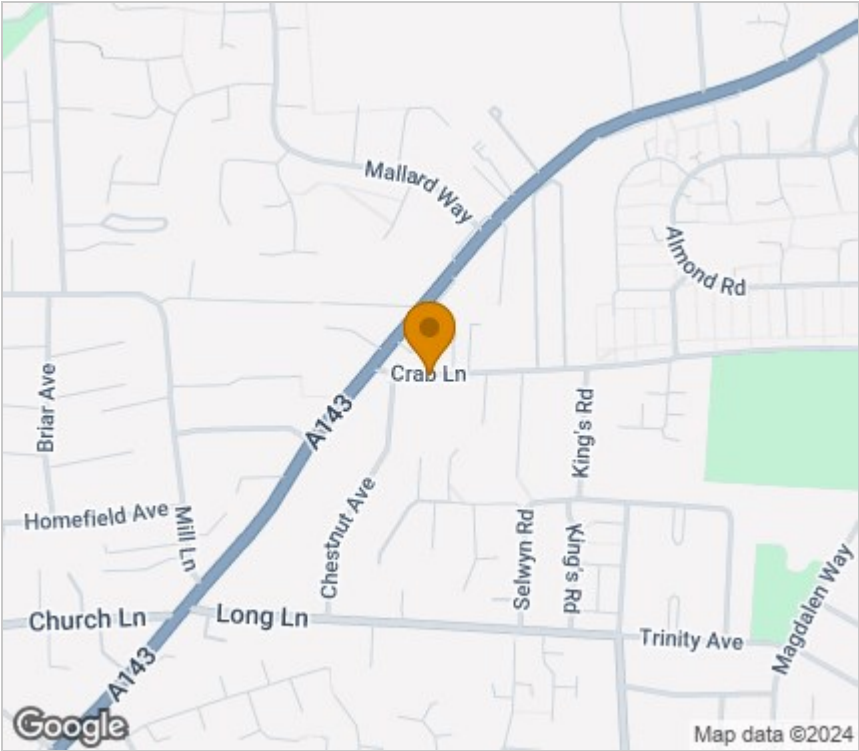 Mallard Way
Almond Rd
Crab Ln
Briar Ave
A143
King's Rd
Chestnut Ave
Homefield Ave
Mill Ln
Selwyn Rd
King's Rd
Magdalen Way
Church Ln
Long Ln
Trinity Ave
A143
Google
Map data ©2024